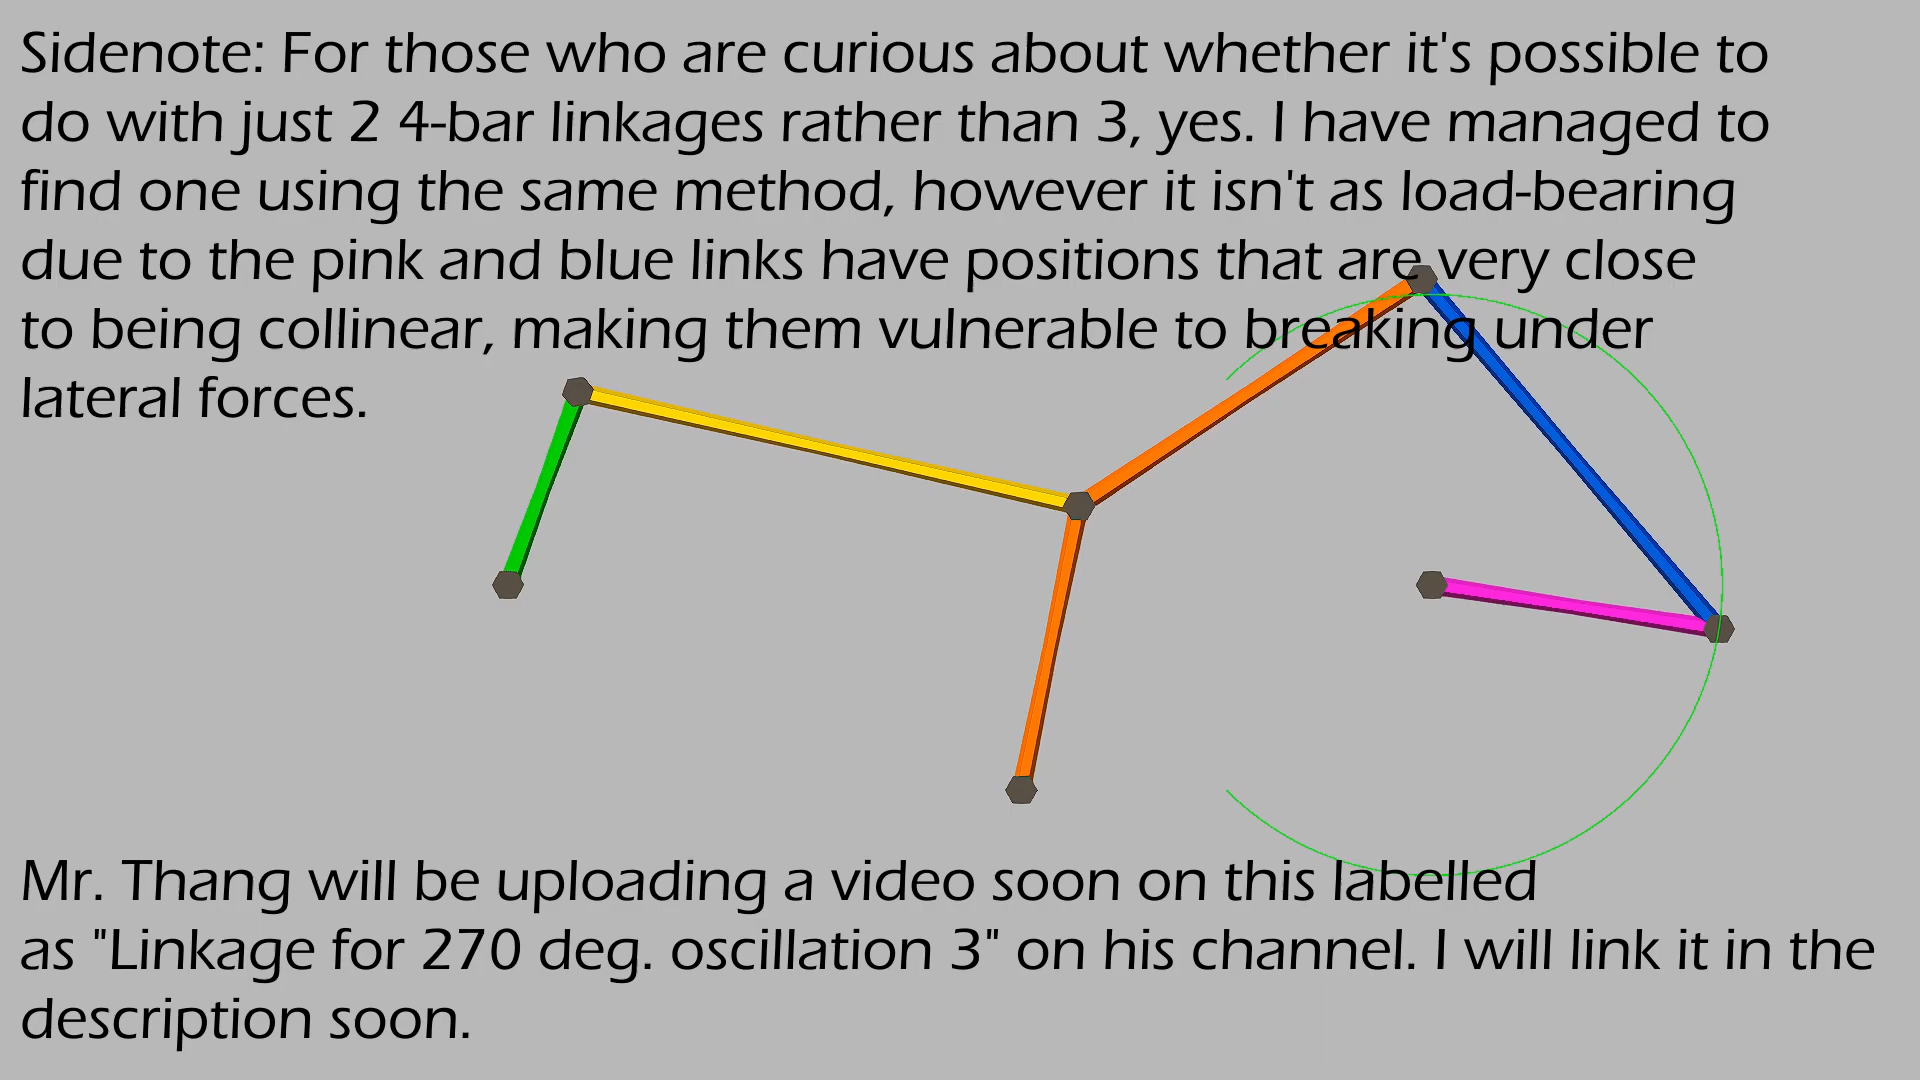 Sidenote: For those who are curious about whether it's possible to
do with just 2 4-bar linkages rather than 3, yes. I have managed to
find one using the same method, however it isn't as load-bearing
due to the pink and blue links have positions that are very close
to being collinear, making them vulnerable to breaking under
lateral forces.
Mr. Thang will be uploading a video soon on this labelled
as "Linkage for 270 deg. oscillation 3" on his channel. I will link it in the
description soon.